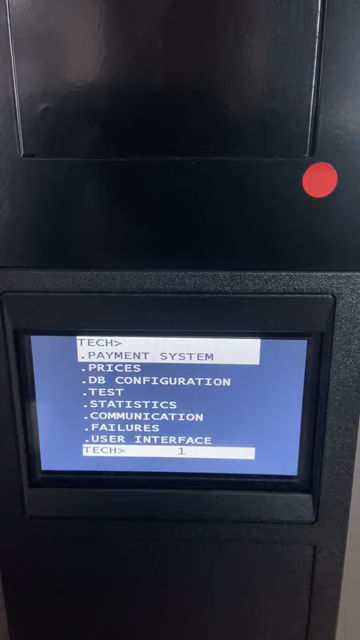 TECH>
.PAYMENT SYSTEM
.PRICES
.DB CONFIGURATION
.TEST
.STATISTICS
.COMMUNICATION
.FAILURES
.USER INTERFACE
TECH> 1